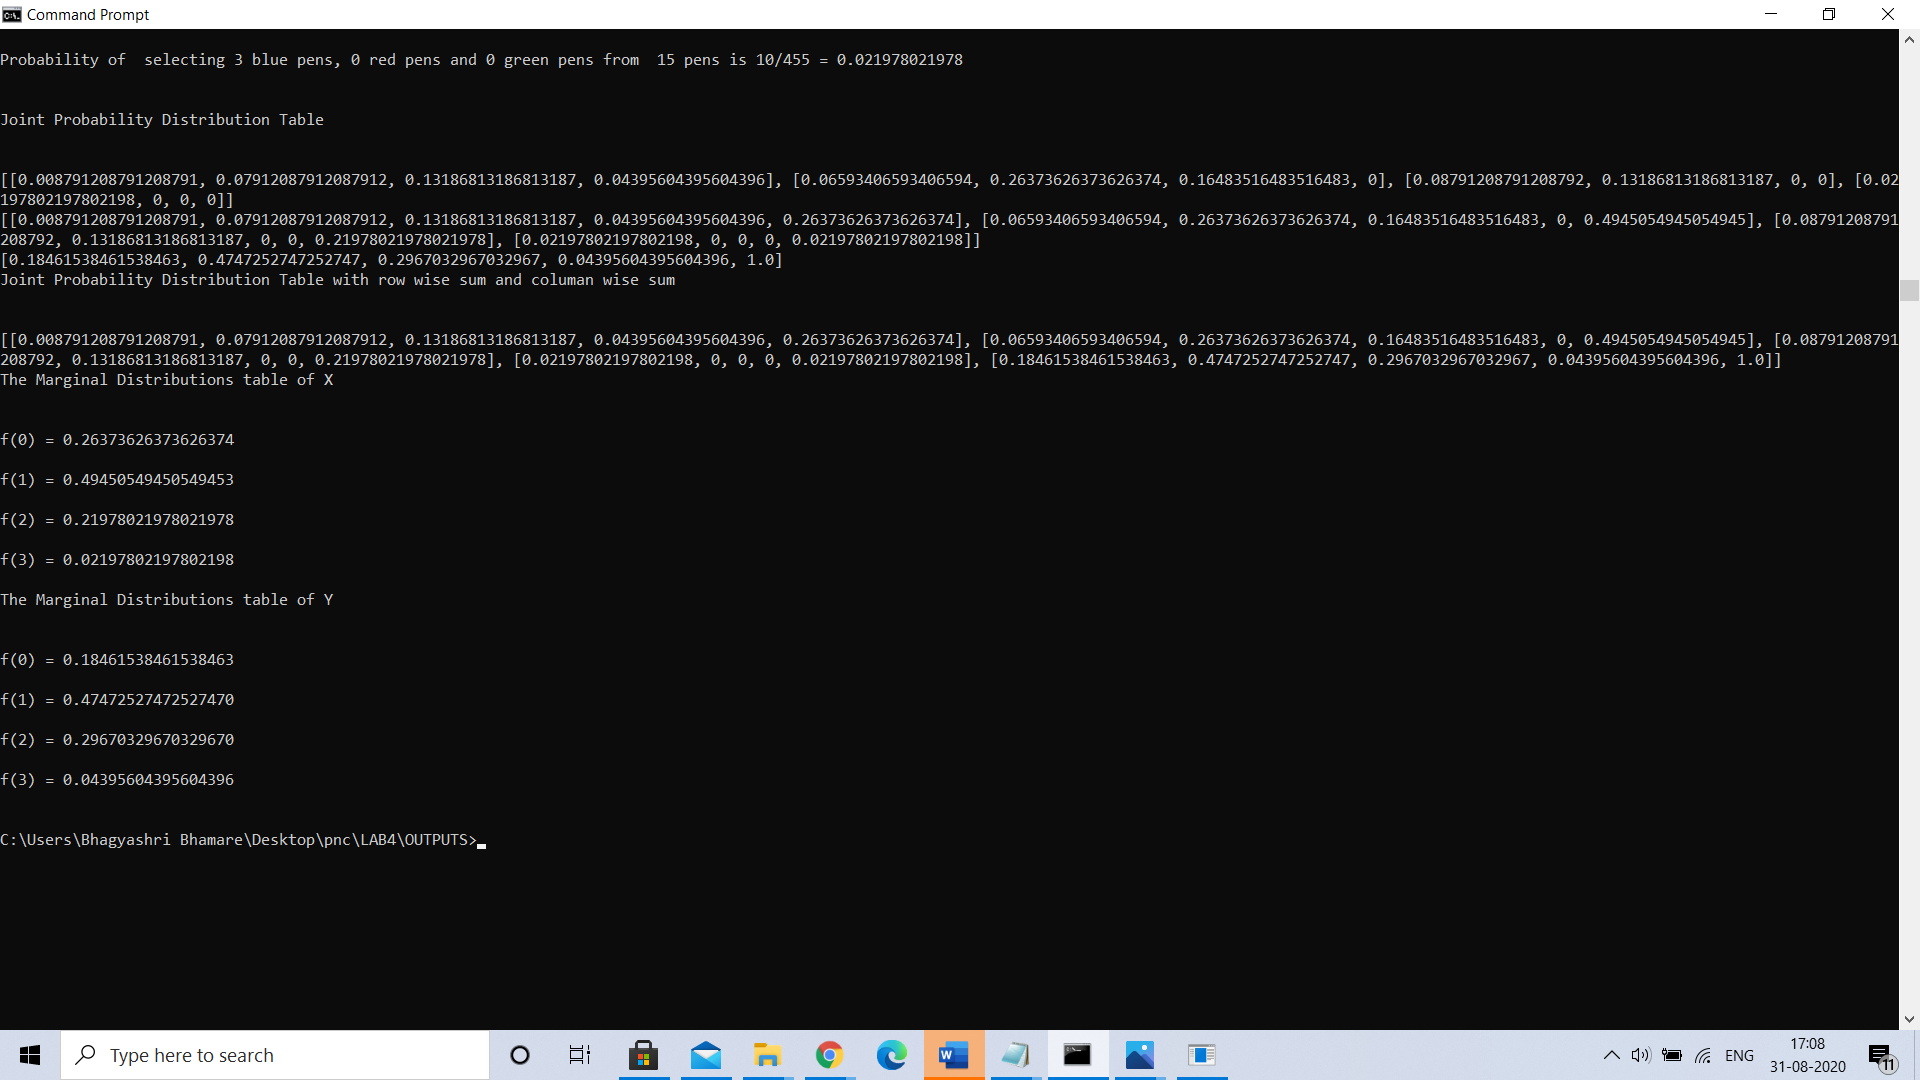 Command Prompt
Probability of  selecting 3 blue pens, 0 red pens and 0 green pens from  15 pens is 10/455 = 0.021978021978
Joint Probability Distribution Table
[[0.008791208791208791, 0.07912087912087912, 0.13186813186813187, 0.04395604395604396], [0.06593406593406594, 0.26373626373626374, 0.16483516483516483, 0], [0.08791208791208792, 0.13186813186813187, 0, 0], [0.02
197802197802198, 0, 0, 0]]
[[0.008791208791208791, 0.07912087912087912, 0.13186813186813187, 0.04395604395604396, 0.26373626373626374], [0.06593406593406594, 0.26373626373626374, 0.16483516483516483, 0, 0.4945054945054945], [0.08791208791
208792, 0.13186813186813187, 0, 0, 0.21978021978021978], [0.02197802197802198, 0, 0, 0, 0.02197802197802198]]
[0.18461538461538463, 0.4747252747252747, 0.2967032967032967, 0.04395604395604396, 1.0]
Joint Probability Distribution Table with row wise sum and columan wise sum
[[0.008791208791208791, 0.07912087912087912, 0.13186813186813187, 0.04395604395604396, 0.26373626373626374], [0.06593406593406594, 0.26373626373626374, 0.16483516483516483, 0, 0.4945054945054945], [0.08791208791
208792, 0.13186813186813187, 0, 0, 0.21978021978021978], [0.02197802197802198, 0, 0, 0, 0.02197802197802198], [0.18461538461538463, 0.4747252747252747, 0.2967032967032967, 0.04395604395604396, 1.0]]
The Marginal Distributions table of X
f(0) = 0.26373626373626374
f(1) = 0.49450549450549453
f(2) = 0.21978021978021978
f(3) = 0.02197802197802198
The Marginal Distributions table of Y
f(0) = 0.18461538461538463
f(1) = 0.47472527472527470
f(2) = 0.29670329670329670
f(3) = 0.04395604395604396
C:\Users\Bhagyashri Bhamare\Desktop\pnc\LAB4\OUTPUTS>
Type here to search
ENG
17:08
31-08-2020
11